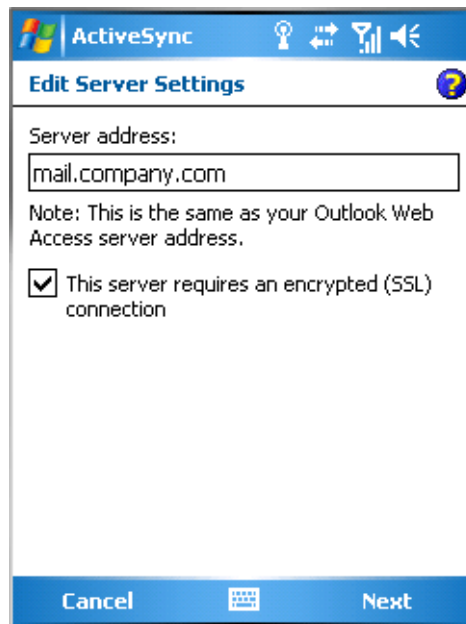 ActiveSync
Edit Server Settings
?
Server address:
mail.company.com
Note: This is the same as your Outlook Web
Access server address.
This server requires an encrypted (SSL)
connection
Cancel Next